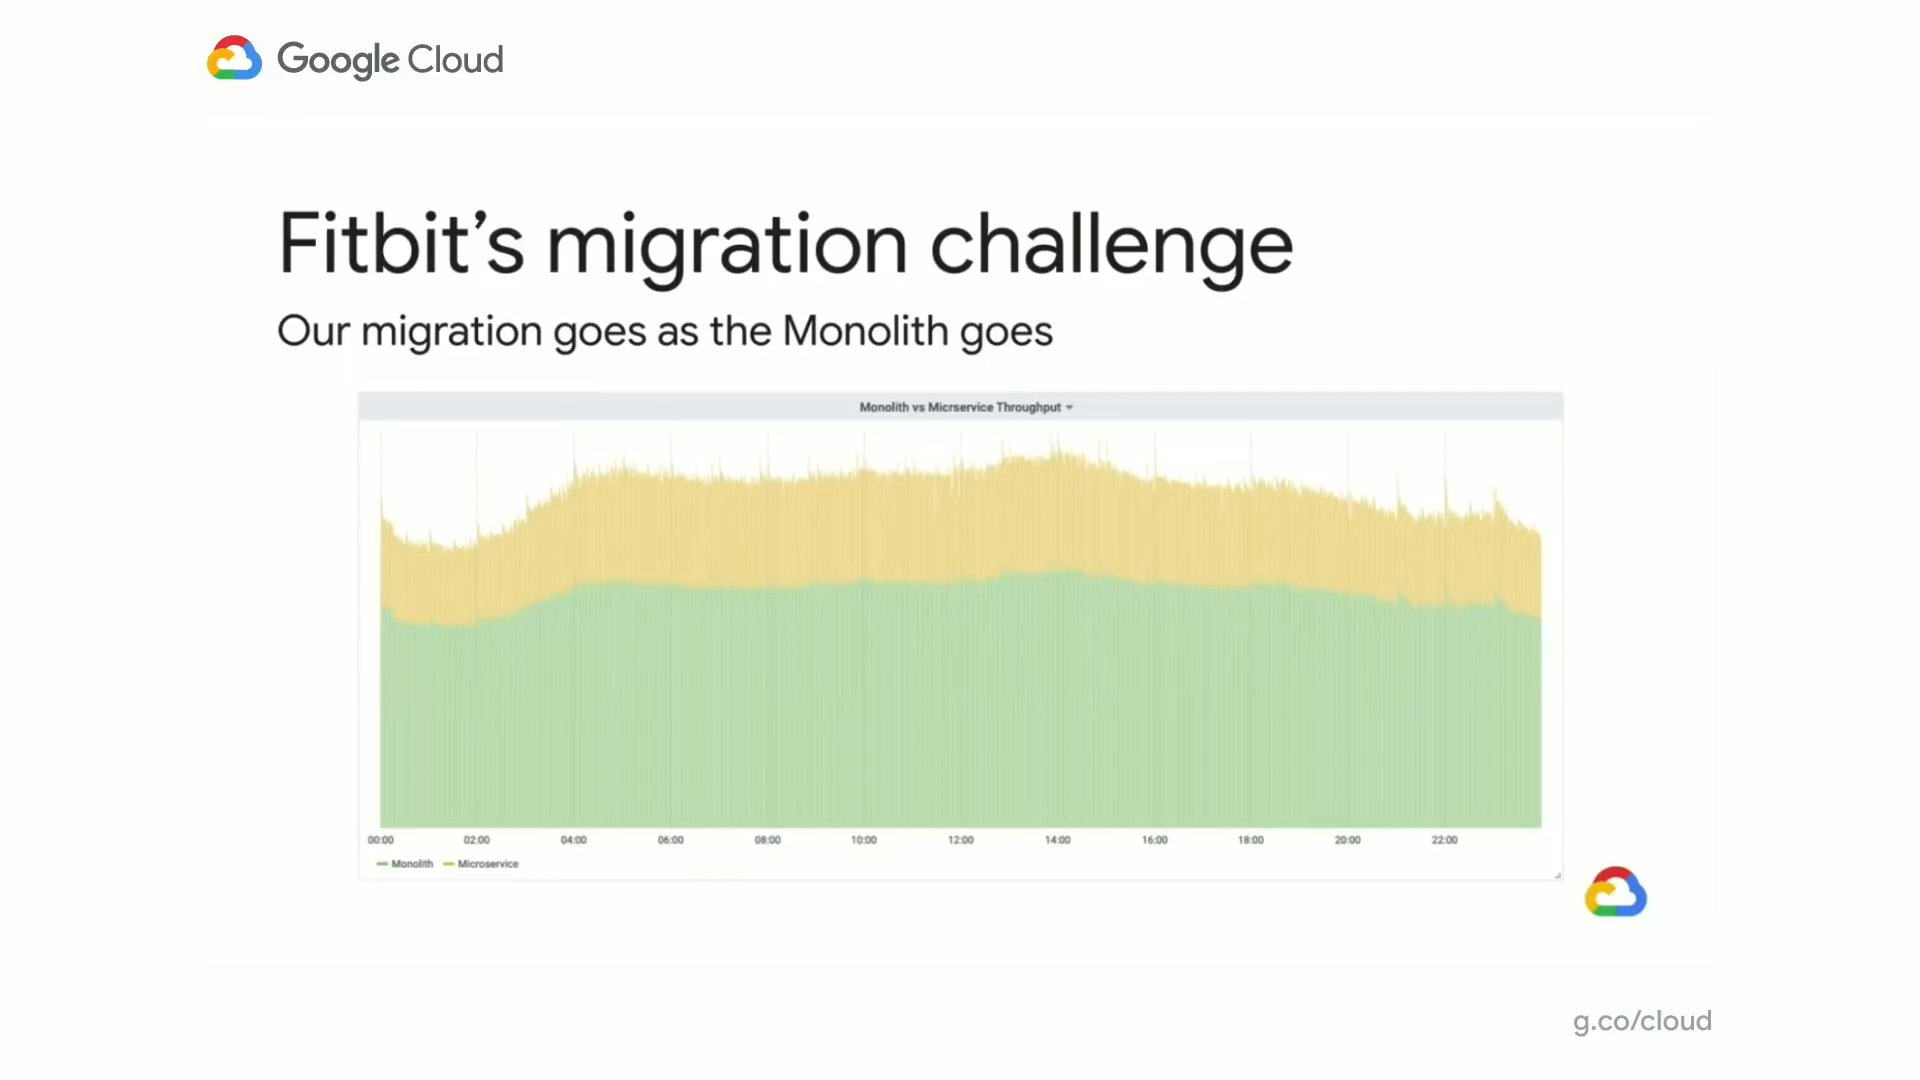 Google Cloud
Fitbit’s migration challenge
Our migration goes as the Monolith goes
Monolith vs Micrservice Throughput
00:00 02:00 04:00 06:00 08:00 10:00 12:00 14:00 16:00 18:00 20:00 22:00
Monolith Microservice
g.co/cloud